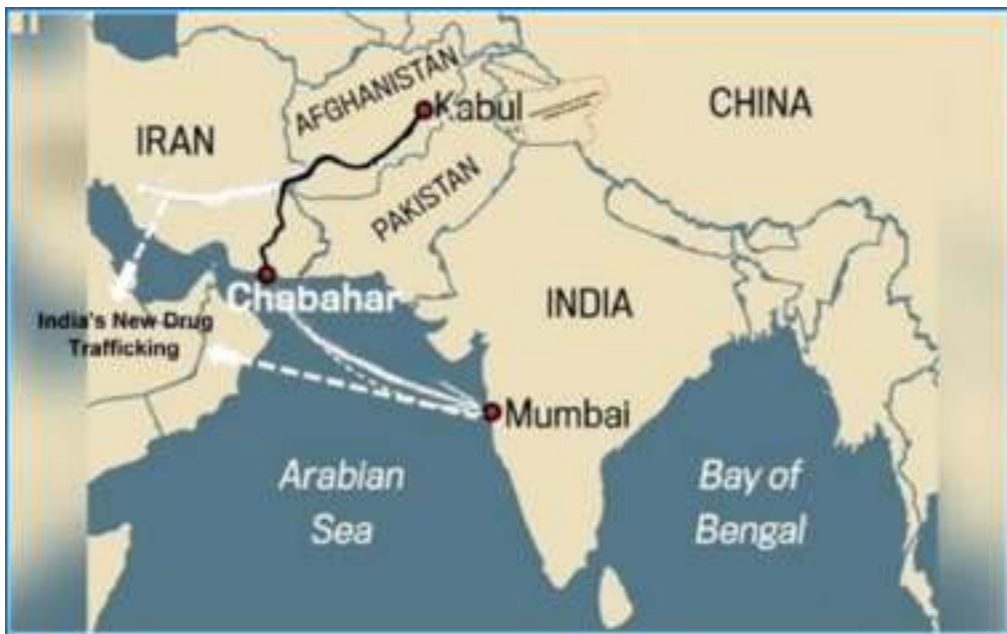 CHINA
AFGHANISTAN
Kabul
IRAN
PAKISTAN
Chabahar
INDIA
India's New Drug
Trafficking
Mumbai
Arabian
Sea
Bay of
Bengal